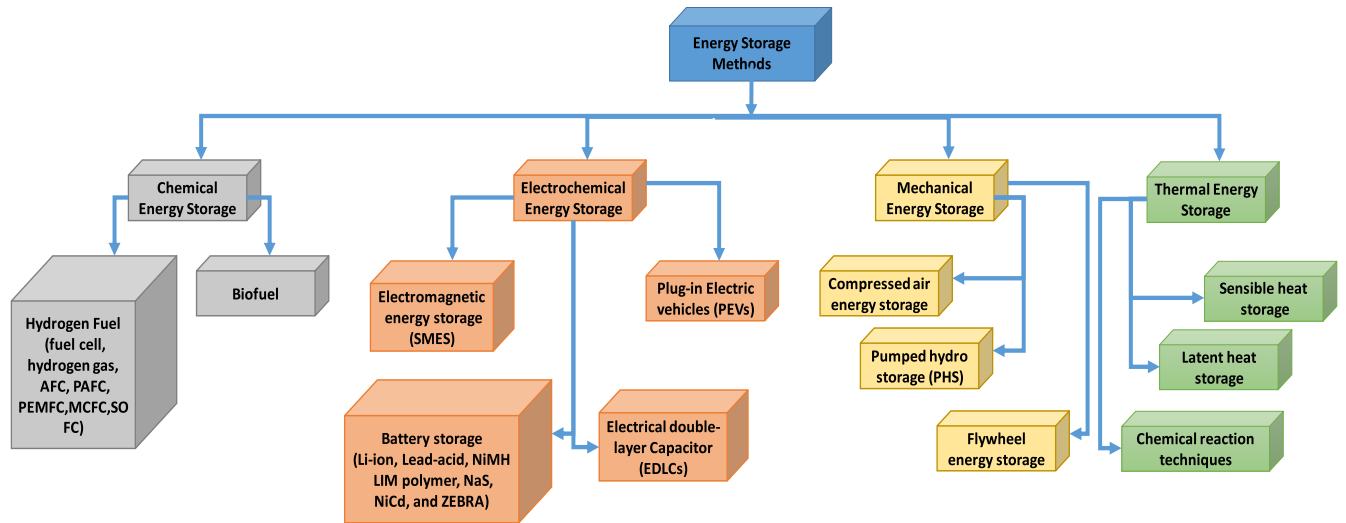 Energy Storage
Methods
Chemical
Energy Storage
Electrochemical
Energy Storage
Mechanical
Energy Storage
Thermal Energy
Storage
Hydrogen Fuel
(fuel cell,
hydrogen gas,
AFC, PAFC,
PEMFC,MCFC,SO
FC)
Biofuel
Electromagnetic
energy storage
(SMES)
Plug-in Electric
vehicles (PEVs)
Battery storage
(Li-ion, Lead-acid, NiMH
LIM polymer, NaS,
NiCd, and ZEBRA)
Electrical double-
layer Capacitor
(EDLCs)
Compressed air
energy storage
Pumped hydro
storage (PHS)
Flywheel
energy storage
Sensible heat
storage
Latent heat
storage
Chemical reaction
techniques